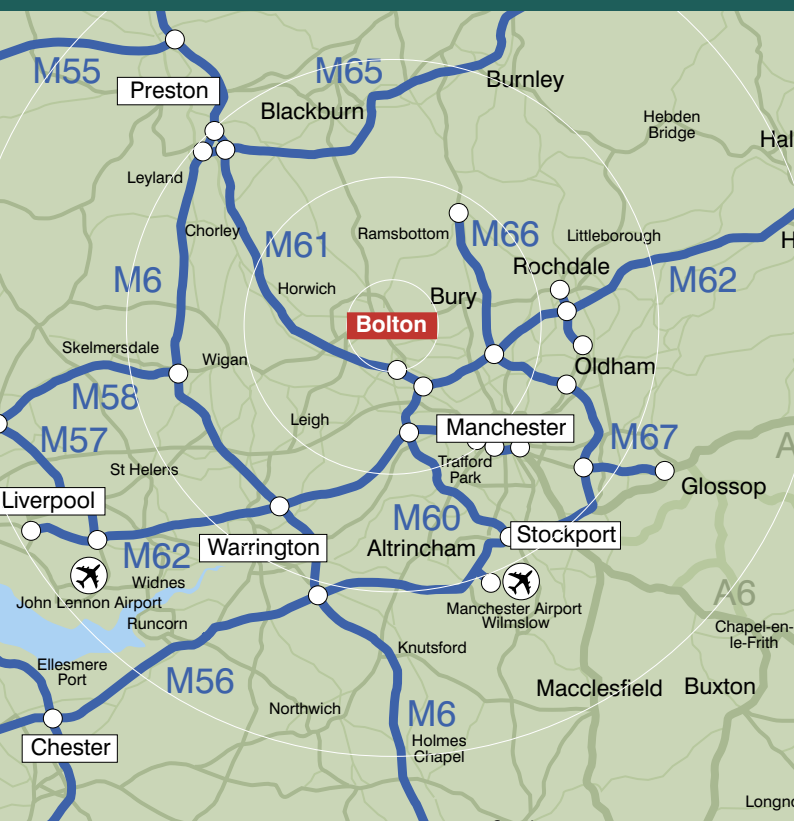 M55
M65
Burnley
Preston
Blackburn
Hebden
Bridge
Hal
Leyland
Chorley
M61
Ramsbottom
M66
Littleborough
H
M6
Horwich
Bury
Rochdale
M62
Bolton
Skelmersdale
Wigan
Oldham
M58
M57
Leigh
Manchester
M67
A
St Helens
Trafford
Park
Glossop
Liverpool
M60
Stockport
M62
Warrington
Altrincham
Widnes
John Lennon Airport
Manchester Airport
Wilmslow
A6
Runcorn
Chapel-en-
le-Frith
Knutsford
Ellesmere
Port
M56
Macclesfield
Buxton
Northwich
M6
Chester
Holmes
Chapel
Longno